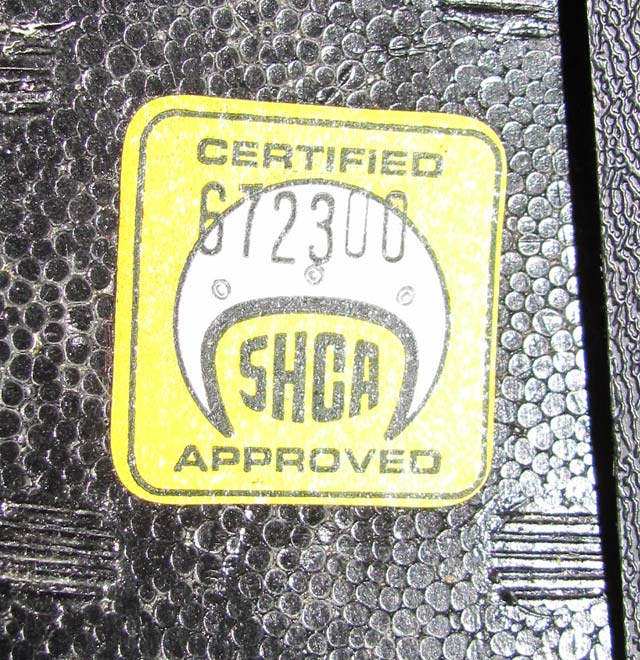 CERTIFIED
672300
SHCA
APPROVED